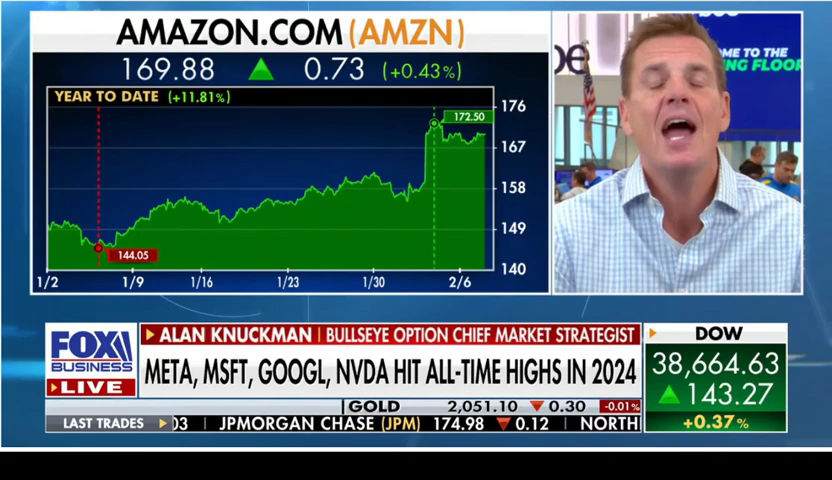 AMAZON.COM (AMZN)
169.88 ▲ 0.73 (+0.43%)
YEAR TO DATE (+11.81%)
176
167
158
149
140
172.50
144.05
1/2 1/9 1/16 1/23 1/30 2/6
ME TO THE
NG FLOOR
FOX
BUSINESS
LIVE
ALAN KNUCKMAN | BULLSEYE OPTION CHIEF MARKET STRATEGIST
META, MSFT, GOOGL, NVDA HIT ALL-TIME HIGHS IN 2024
GOLD 2,051.10 ▼ 0.30 -0.01%
LAST TRADES 03 | JPMORGAN CHASE (JPM) 174.98 ▼ 0.12 | NORTH
DOW
38,664.63
▲ 143.27
+0.37%